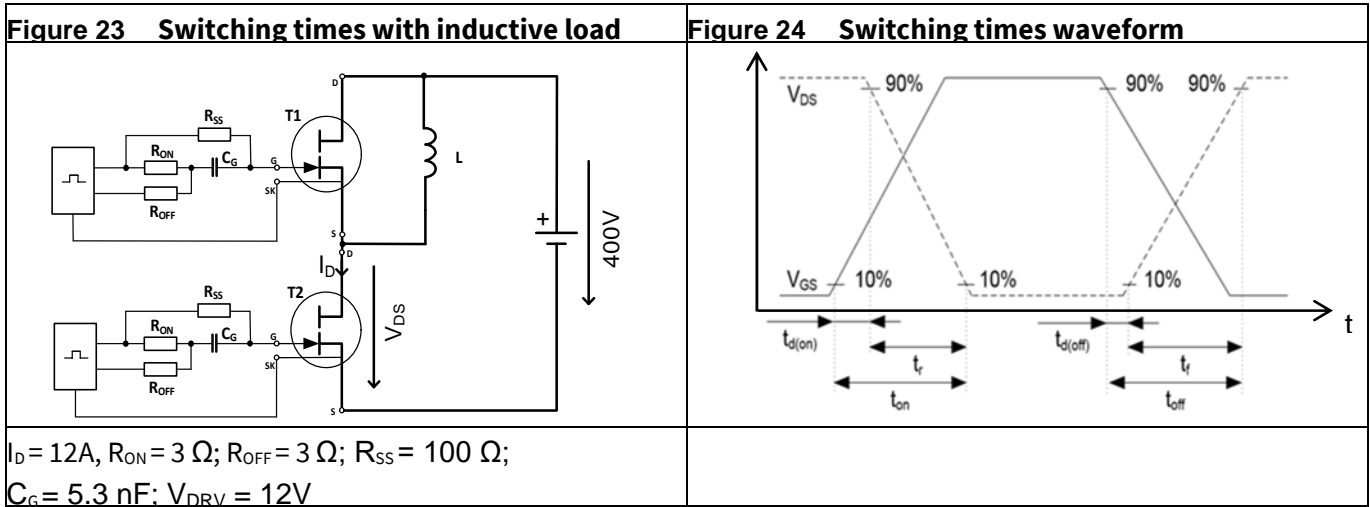 Figure 23 Switching times with inductive load
D
T1
RSS
RON
CG
G
SK
ROFF
S
L
+
400V
D
ID
T2
VDS
RSS
RON
CG
G
SK
ROFF
S
ID = 12A, RON = 3 Ω; ROFF = 3 Ω; RSS = 100 Ω;
CG = 5.3 nF; VDRV = 12V
Figure 24 Switching times waveform
VDS
90%
90%
90%
VGS
10%
10%
10%
t
td(on)
td(off)
tr
tf
ton
toff